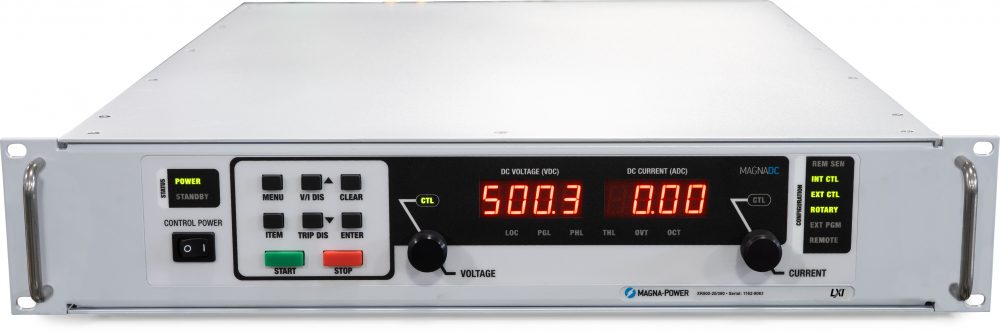 STATUS
POWER
STANDBY
CONTROL POWER
O I
MENU V/I DIS CLEAR
ITEM TRIP DIS ENTER
START STOP
CTL
DC VOLTAGE (VDC) DC CURRENT (ADC) MAGNADC
500.3 0.00
LOC PGL PHL THL OVT OCT
CTL
VOLTAGE
CURRENT
CONFIGURATION
REM SEN
INT CTL
EXT CTL
ROTARY
EXT PGM
REMOTE
MAGNA-POWER
LXI